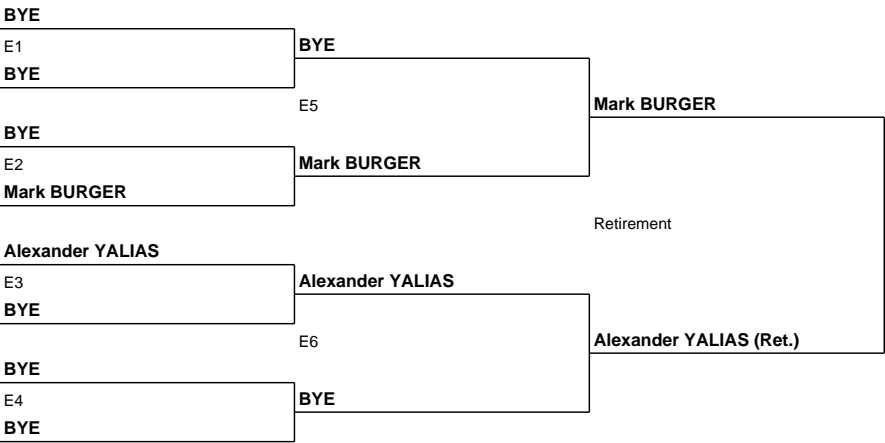 BYE
E1
BYE
BYE
E5
Mark BURGER
BYE
E2
Mark BURGER
Mark BURGER
Retirement
Alexander YALIAS
E3
Alexander YALIAS
BYE
E6
Alexander YALIAS (Ret.)
BYE
E4
BYE
BYE